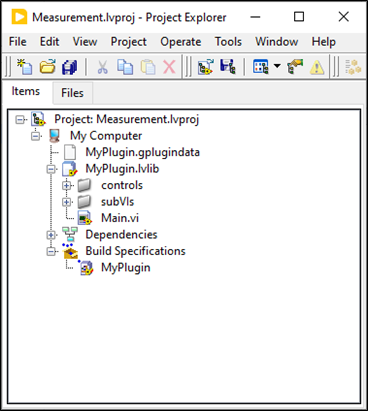 Measurement.lvproj - Project Explorer
File Edit View Project Operate Tools Window Help
Items Files
Project: Measurement.lvproj
My Computer
MyPlugin.gplugindata
MyPlugin.lvlib
controls
subVIs
Main.vi
Dependencies
Build Specifications
MyPlugin